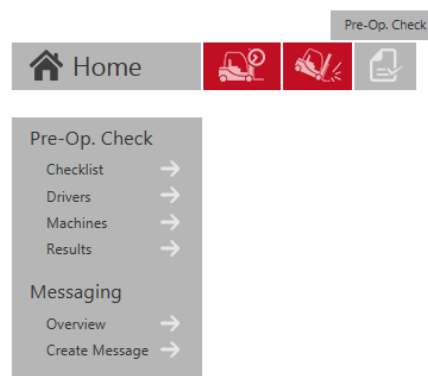 Pre-Op. Check
Home
Pre-Op. Check
Checklist
Drivers
Machines
Results
Messaging
Overview
Create Message